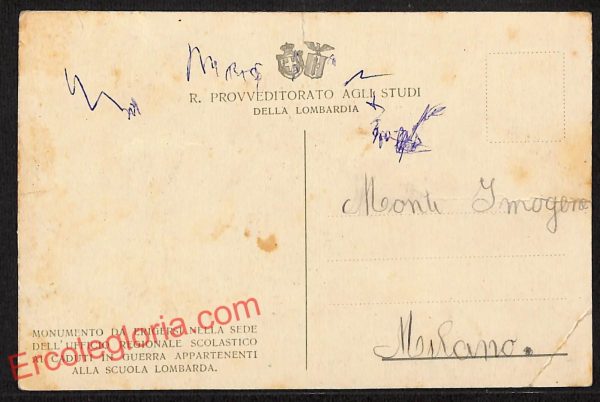 R. PROVVEDITORATO AGLI STUDI
DELLA LOMBARDIA
Monti Imogene
Milano.
MONUMENTO DA ERIGERSI NELLA SEDE
DELL'UFFICIO REGIONALE SCOLASTICO
AI CADUTI IN GUERRA APPARTENENTI
ALLA SCUOLA LOMBARDA.
Ercolegloria.com